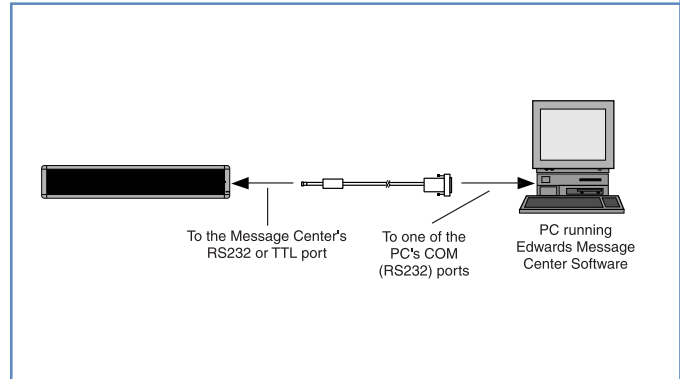 To the Message Center's
RS232 or TTL port
To one of the
PC's COM
(RS232) ports
PC running
Edwards Message
Center Software